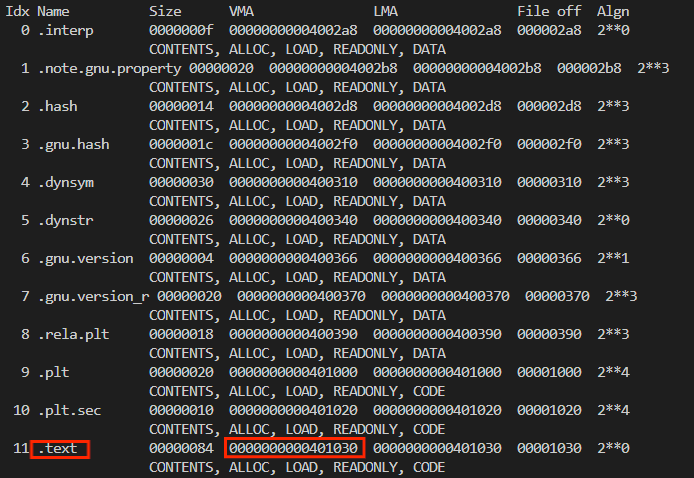 Idx Name Size VMA LMA File off Algn
0 .interp 0000000f 00000000004002a8 00000000004002a8 000002a8 2**0
CONTENTS, ALLOC, LOAD, READONLY, DATA
1 .note.gnu.property 00000020 00000000004002b8 00000000004002b8 000002b8 2**3
CONTENTS, ALLOC, LOAD, READONLY, DATA
2 .hash 00000014 00000000004002d8 00000000004002d8 000002d8 2**3
CONTENTS, ALLOC, LOAD, READONLY, DATA
3 .gnu.hash 0000001c 00000000004002f0 00000000004002f0 000002f0 2**3
CONTENTS, ALLOC, LOAD, READONLY, DATA
4 .dynsym 00000030 0000000000400310 0000000000400310 00000310 2**3
CONTENTS, ALLOC, LOAD, READONLY, DATA
5 .dynstr 00000026 0000000000400340 0000000000400340 00000340 2**0
CONTENTS, ALLOC, LOAD, READONLY, DATA
6 .gnu.version 00000004 0000000000400366 0000000000400366 00000366 2**1
CONTENTS, ALLOC, LOAD, READONLY, DATA
7 .gnu.version_r 00000020 0000000000400370 0000000000400370 00000370 2**3
CONTENTS, ALLOC, LOAD, READONLY, DATA
8 .rela.plt 00000018 0000000000400390 0000000000400390 00000390 2**3
CONTENTS, ALLOC, LOAD, READONLY, DATA
9 .plt 00000020 0000000000401000 0000000000401000 00001000 2**4
CONTENTS, ALLOC, LOAD, READONLY, CODE
10 .plt.sec 00000010 0000000000401020 0000000000401020 00001020 2**4
CONTENTS, ALLOC, LOAD, READONLY, CODE
11 .text 00000084 0000000000401030 0000000000401030 00001030 2**0
CONTENTS, ALLOC, LOAD, READONLY, CODE